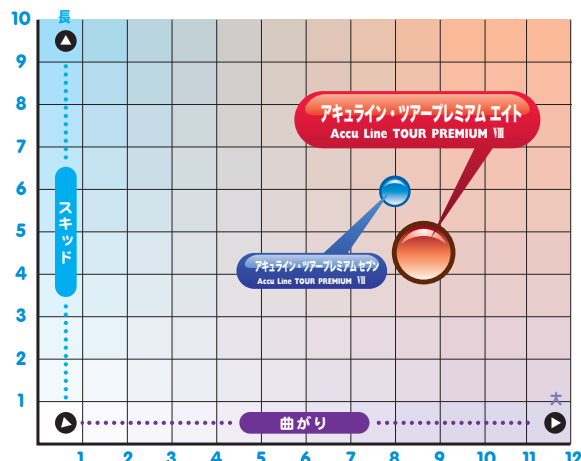 10
長
9
8
アキュライン・ツアープレミアム エイト
Accu Line TOUR PREMIUM Ⅷ
7
6
スキッド
5
アキュライン・ツアープレミアム セブン
Accu Line TOUR PREMIUM Ⅶ
4
3
2
1
大
曲がり
1 2 3 4 5 6 7 8 9 10 11 12